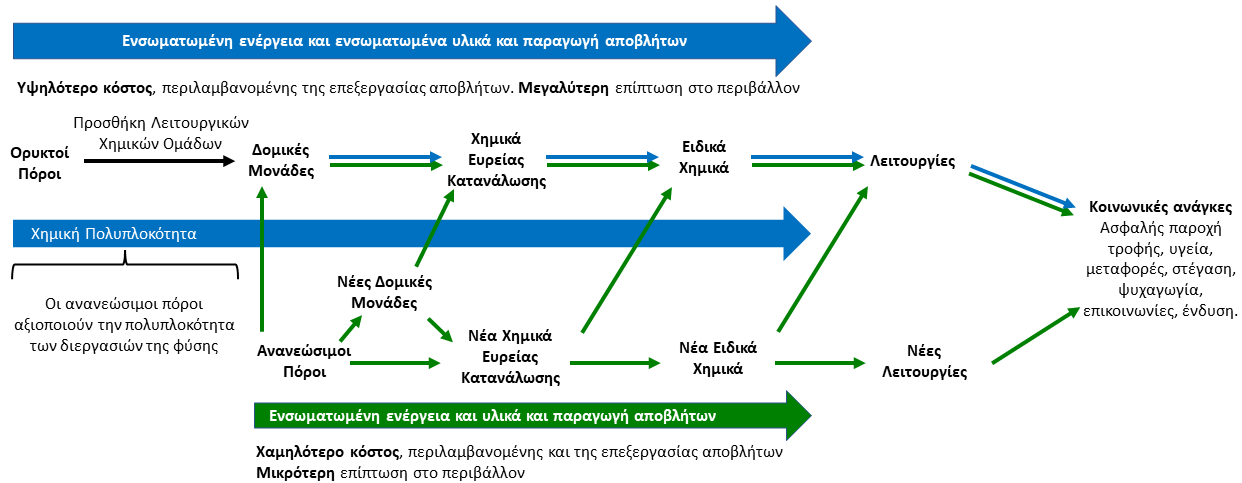 Ενσωματωμένη ενέργεια και ενσωματωμένα υλικά και παραγωγή αποβλήτων
Υψηλότερο κόστος, περιλαμβανομένης της επεξεργασίας αποβλήτων. Μεγαλύτερη επίπτωση στο περιβάλλον
Προσθήκη Λειτουργικών
Χημικών Ομάδων
Ορυκτοί
Πόροι
Δομικές
Μονάδες
Χημικά
Ευρείας
Κατανάλωσης
Ειδικά
Χημικά
Λειτουργίες
Κοινωνικές ανάγκες
Ασφαλής παροχή
τροφής, υγεία,
μεταφορές, στέγαση,
ψυχαγωγία,
επικοινωνίες, ένδυση.
Χημική Πολυπλοκότητα
Οι ανανεώσιμοι πόροι
αξιοποιούν την πολυπλοκότητα
των διεργασιών της φύσης
Νέες Δομικές
Μονάδες
Ανανεώσιμοι
Πόροι
Νέα Χημικά
Ευρείας
Κατανάλωσης
Νέα Ειδικά
Χημικά
Νέες
Λειτουργίες
Ενσωματωμένη ενέργεια και υλικά και παραγωγή αποβλήτων
Χαμηλότερο κόστος, περιλαμβανομένης και της επεξεργασίας αποβλήτων
Μικρότερη επίπτωση στο περιβάλλον